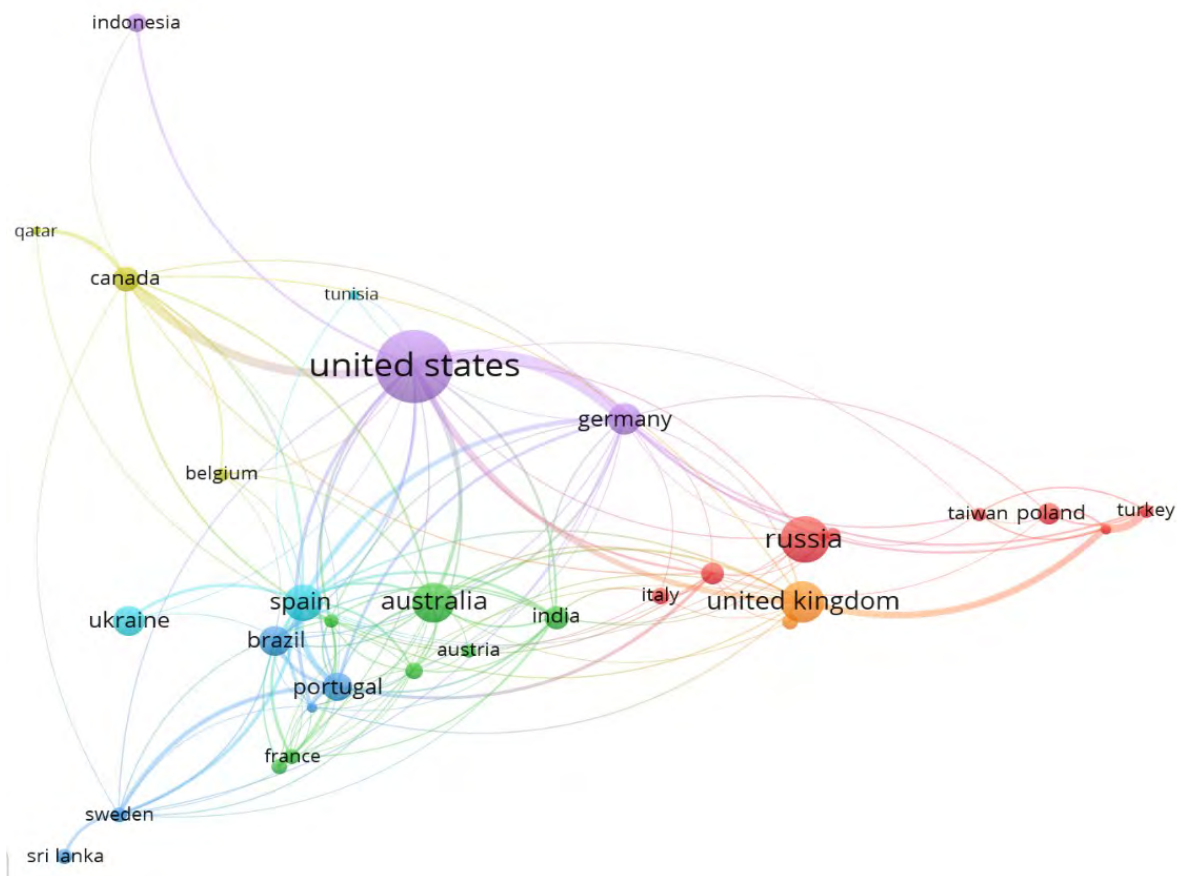 indonesia
qatar
canada
tunisia
united states
germany
belgium
taiwan
poland
turkey
russia
italy
united kingdom
spain
australia
india
ukraine
brazil
austria
portugal
france
sweden
sri lanka